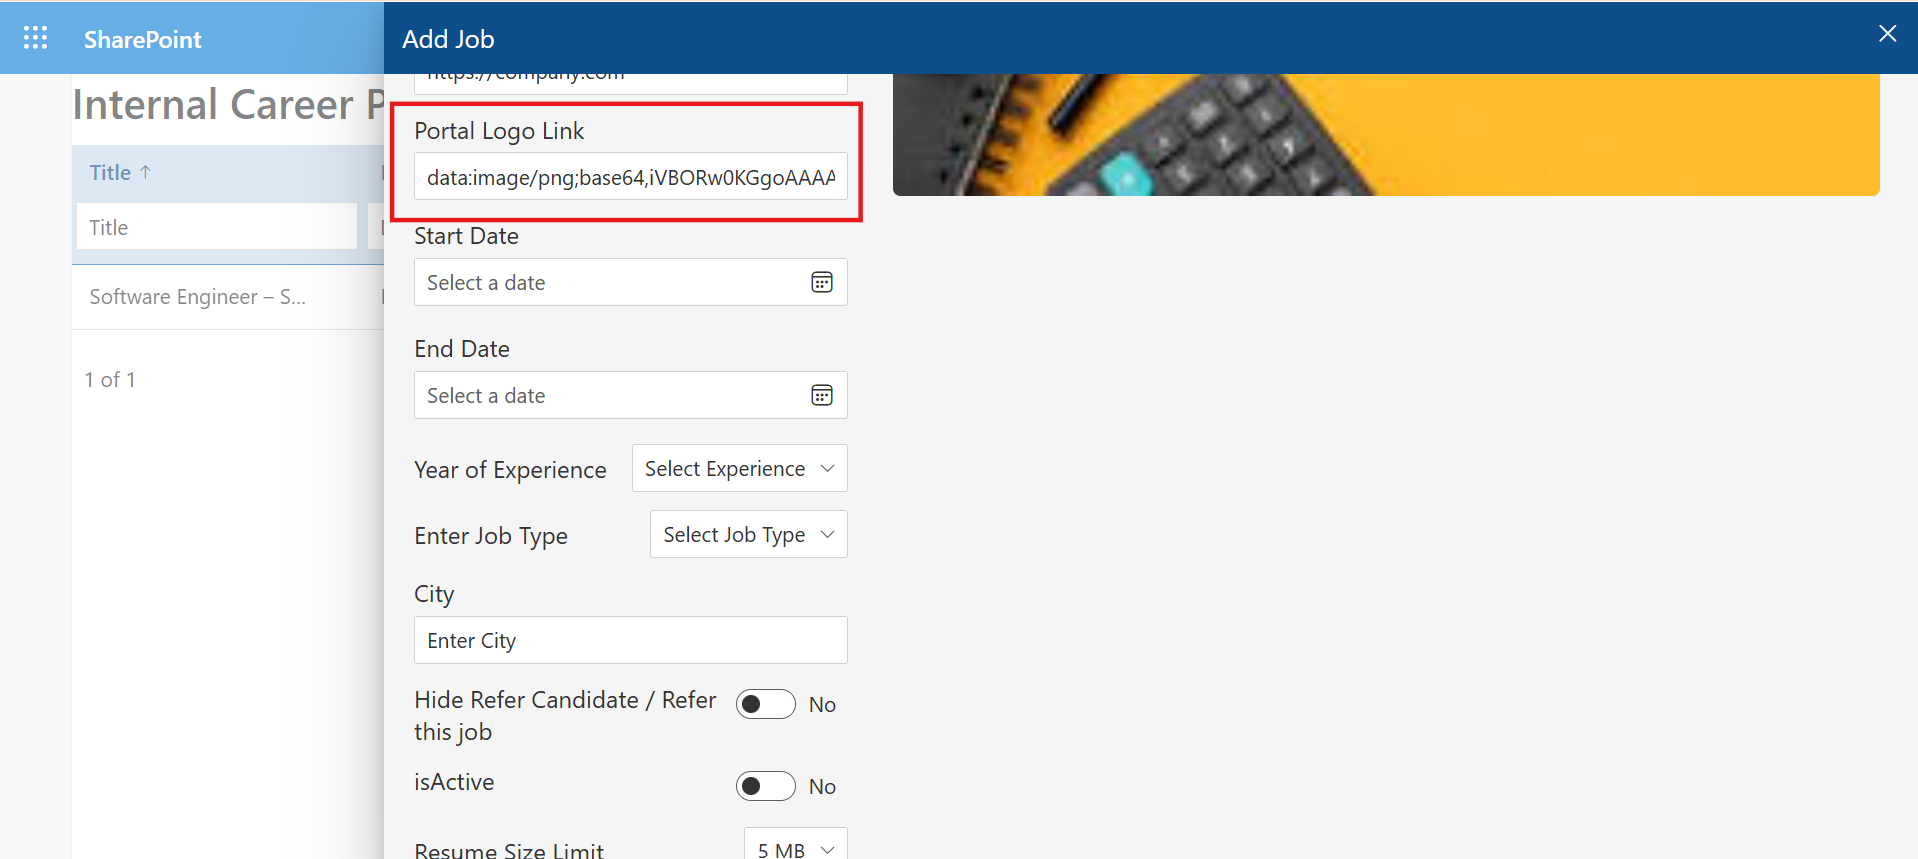 SharePoint
Add Job
https://company.com
Internal Career P
Portal Logo Link
data:image/png;base64,iVBORw0KGgoAAAA
Title ↑
Title
Start Date
Select a date
Software Engineer – S...
End Date
1 of 1
Select a date
Year of Experience
Select Experience
Enter Job Type
Select Job Type
City
Enter City
Hide Refer Candidate / Refer
this job
No
isActive
No
Resume Size Limit
5 MB